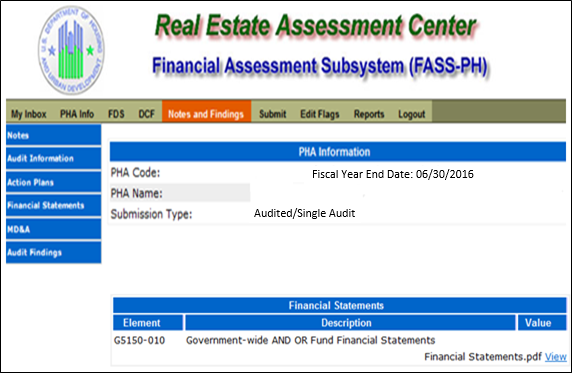 U.S. DEPARTMENT OF HOUSING AND URBAN DEVELOPMENT
Real Estate Assessment Center
Financial Assessment Subsystem (FASS-PH)
My Inbox PHA Info FDS DCF Notes and Findings Submit Edit Flags Reports Logout
Notes
Audit Information
Action Plans
Financial Statements
MD&A
Audit Findings
PHA Information
PHA Code: Fiscal Year End Date: 06/30/2016
PHA Name:
Submission Type: Audited/Single Audit
Financial Statements
Element Description Value
G5150-010 Government-wide AND OR Fund Financial Statements
Financial Statements.pdf View